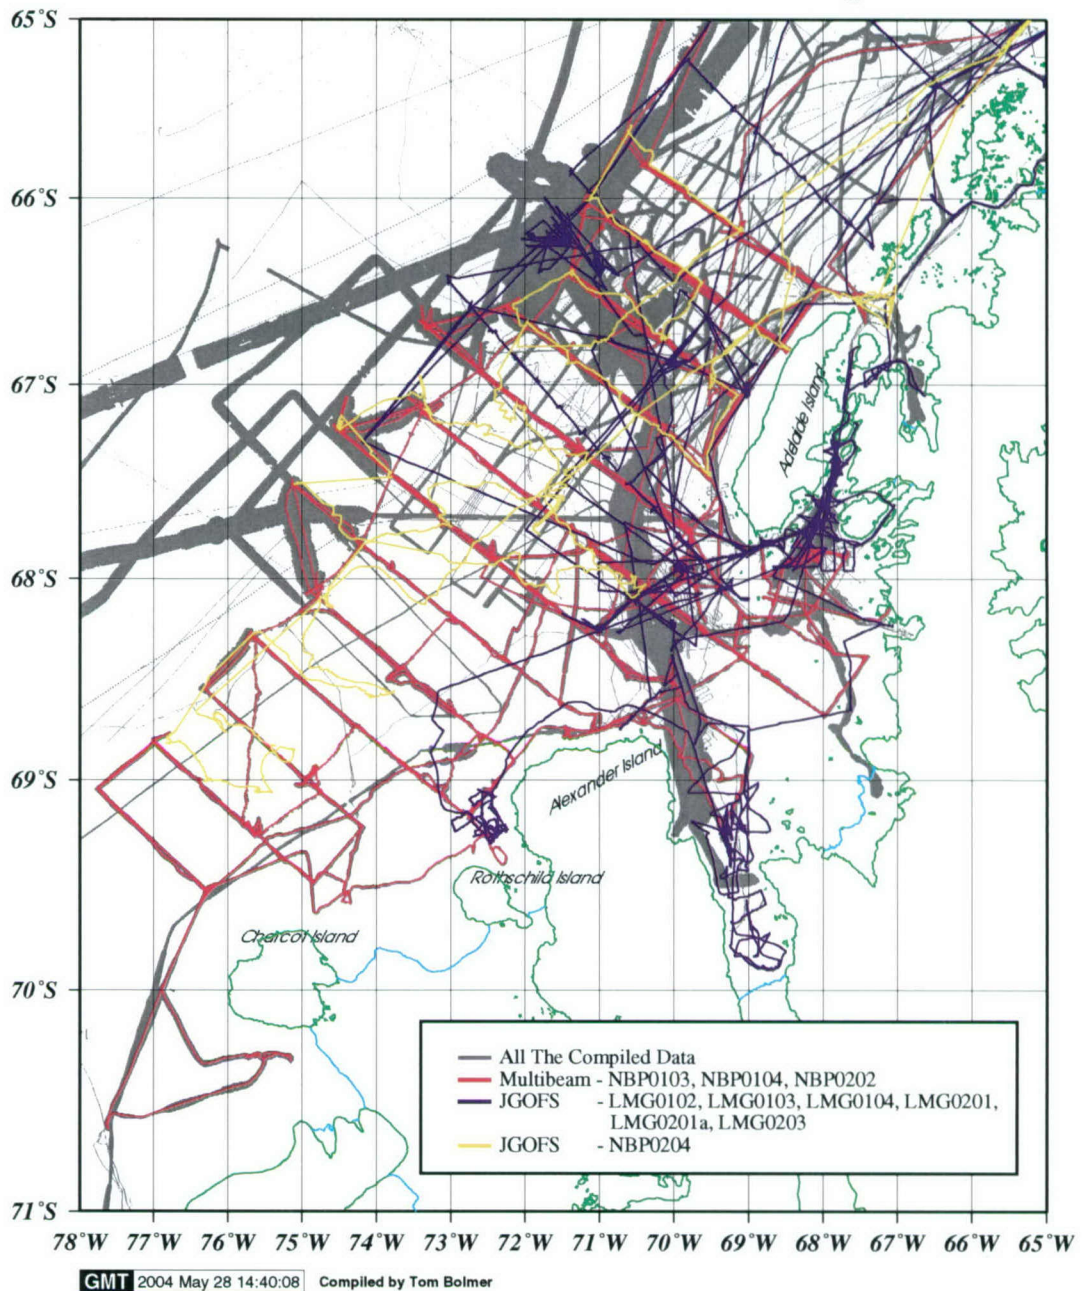 65°S
66°S
67°S
68°S
69°S
70°S
71°S
Adelaide Island
Alexander Island
Rothschild Island
Charcot Island
All The Compiled Data
Multibeam - NBP0103, NBP0104, NBP0202
JGOFS - LMG0102, LMG0103, LMG0104, LMG0201,
LMG0201a, LMG0203
JGOFS - NBP0204
78°W 77°W 76°W 75°W 74°W 73°W 72°W 71°W 70°W 69°W 68°W 67°W 66°W 65°W
GMT 2004 May 28 14:40:08 Compiled by Tom Bolmer